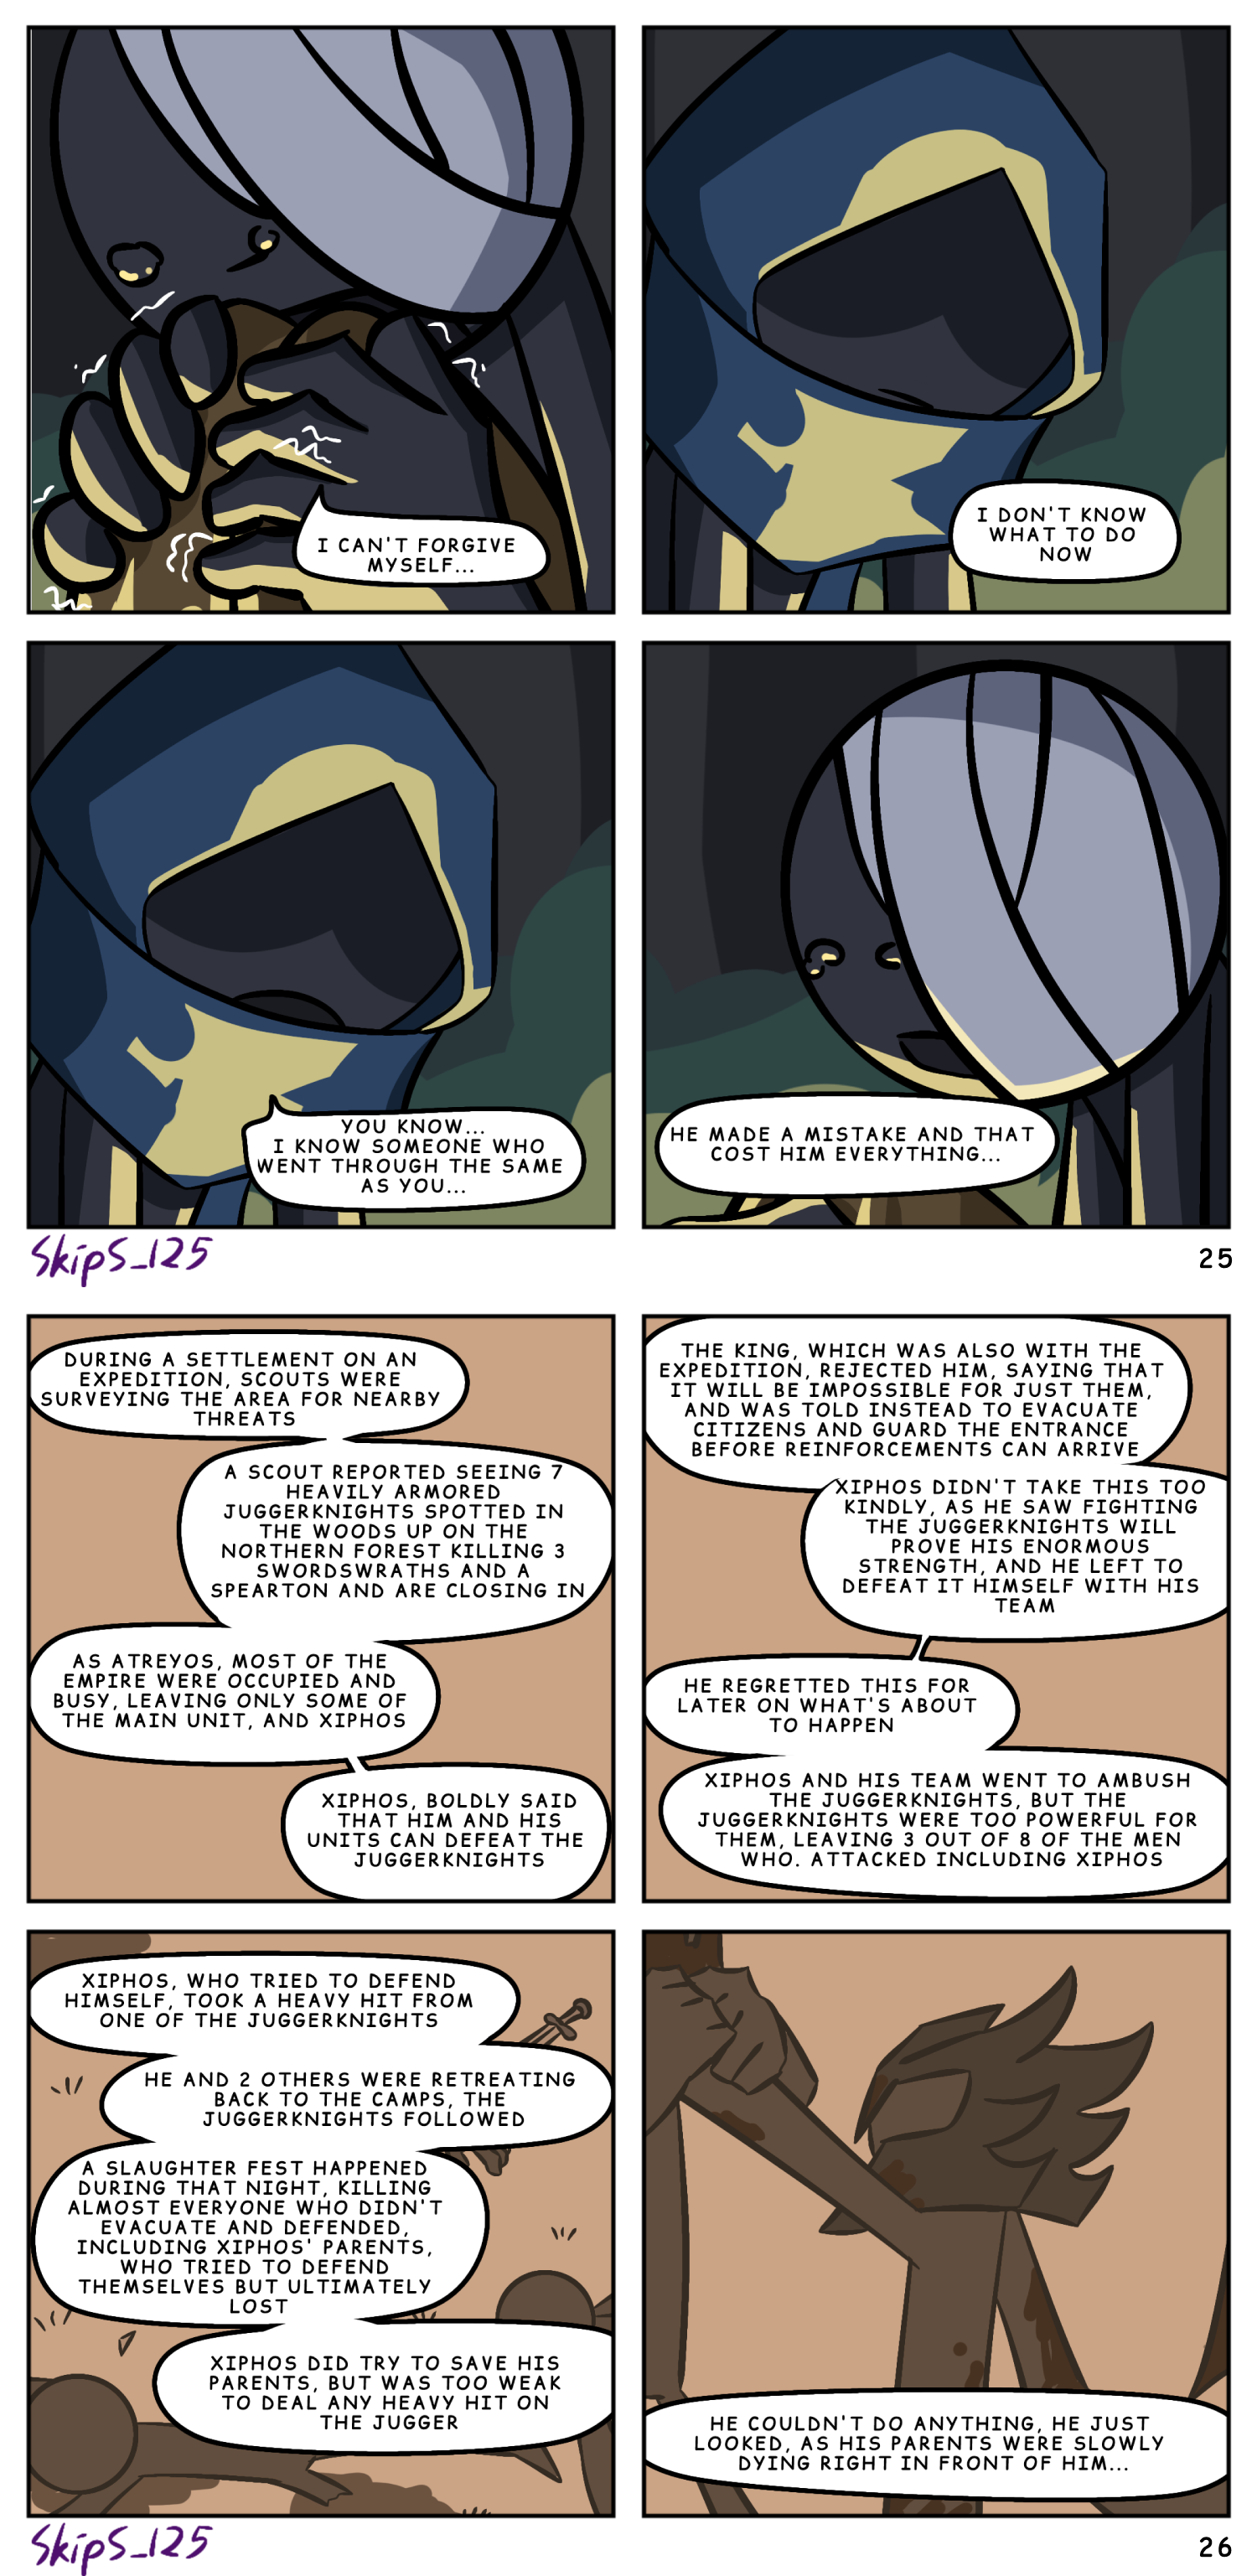 I CAN'T FORGIVE
MYSELF...
I DON'T KNOW
WHAT TO DO
NOW
YOU KNOW...
I KNOW SOMEONE WHO
WENT THROUGH THE SAME
AS YOU...
HE MADE A MISTAKE AND THAT
COST HIM EVERYTHING...
SkipS_125
25
DURING A SETTLEMENT ON AN
EXPEDITION, SCOUTS WERE
SURVEYING THE AREA FOR NEARBY
THREATS
A SCOUT REPORTED SEEING 7
HEAVILY ARMORED
JUGGERKNIGHTS SPOTTED IN
THE WOODS UP ON THE
NORTHERN FOREST KILLING 3
SWORDSWRATHS AND A
SPEARTON AND ARE CLOSING IN
AS ATREYOS, MOST OF THE
EMPIRE WERE OCCUPIED AND
BUSY, LEAVING ONLY SOME OF
THE MAIN UNIT, AND XIPHOS
XIPHOS, BOLDLY SAID
THAT HIM AND HIS
UNITS CAN DEFEAT THE
JUGGERKNIGHTS
THE KING, WHICH WAS ALSO WITH THE
EXPEDITION, REJECTED HIM, SAYING THAT
IT WILL BE IMPOSSIBLE FOR JUST THEM,
AND WAS TOLD INSTEAD TO EVACUATE
CITIZENS AND GUARD THE ENTRANCE
BEFORE REINFORCEMENTS CAN ARRIVE
XIPHOS DIDN'T TAKE THIS TOO
KINDLY, AS HE SAW FIGHTING
THE JUGGERKNIGHTS WILL
PROVE HIS ENORMOUS
STRENGTH, AND HE LEFT TO
DEFEAT IT HIMSELF WITH HIS
TEAM
HE REGRETTED THIS FOR
LATER ON WHAT'S ABOUT
TO HAPPEN
XIPHOS AND HIS TEAM WENT TO AMBUSH
THE JUGGERKNIGHTS, BUT THE
JUGGERKNIGHTS WERE TOO POWERFUL FOR
THEM, LEAVING 3 OUT OF 8 OF THE MEN
WHO. ATTACKED INCLUDING XIPHOS
XIPHOS, WHO TRIED TO DEFEND
HIMSELF, TOOK A HEAVY HIT FROM
ONE OF THE JUGGERKNIGHTS
HE AND 2 OTHERS WERE RETREATING
BACK TO THE CAMPS, THE
JUGGERKNIGHTS FOLLOWED
A SLAUGHTER FEST HAPPENED
DURING THAT NIGHT, KILLING
ALMOST EVERYONE WHO DIDN'T
EVACUATE AND DEFENDED,
INCLUDING XIPHOS' PARENTS,
WHO TRIED TO DEFEND
THEMSELVES BUT ULTIMATELY
LOST
XIPHOS DID TRY TO SAVE HIS
PARENTS, BUT WAS TOO WEAK
TO DEAL ANY HEAVY HIT ON
THE JUGGER
HE COULDN'T DO ANYTHING, HE JUST
LOOKED, AS HIS PARENTS WERE SLOWLY
DYING RIGHT IN FRONT OF HIM...
SkipS_125
26